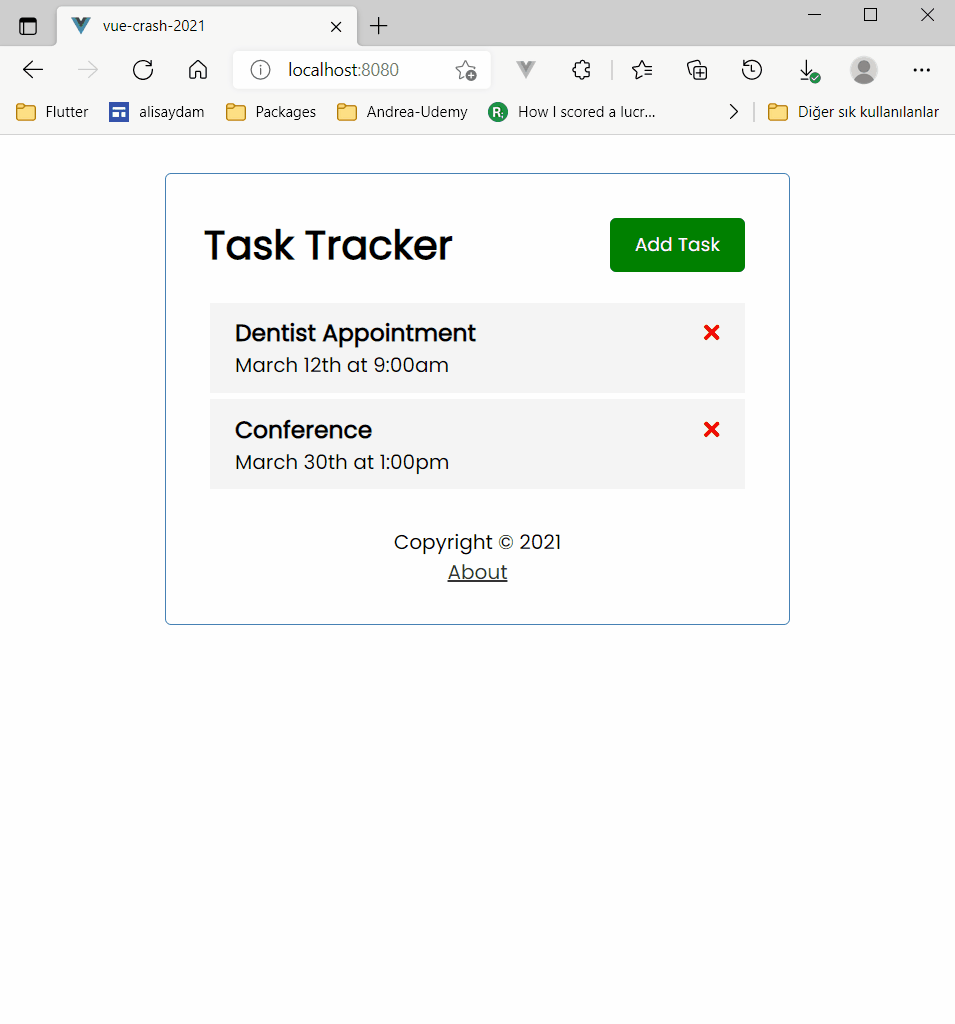 vue-crash-2021
localhost:8080
Flutter alisaydam Packages Andrea-Udemy R: How I scored a lucr... Diğer sık kullanılanlar
Task Tracker
Add Task
Dentist Appointment
March 12th at 9:00am
Conference
March 30th at 1:00pm
Copyright © 2021
About